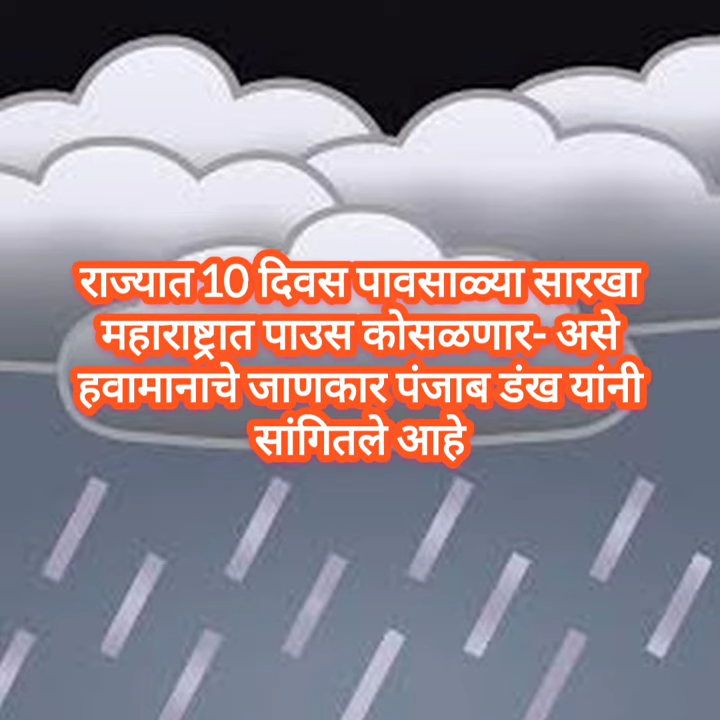 राज्यात 10 दिवस पावसाळ्या सारखा
महाराष्ट्रात पाउस कोसळणार- असे
हवामानाचे जाणकार पंजाब डंख यांनी
सांगितले आहे